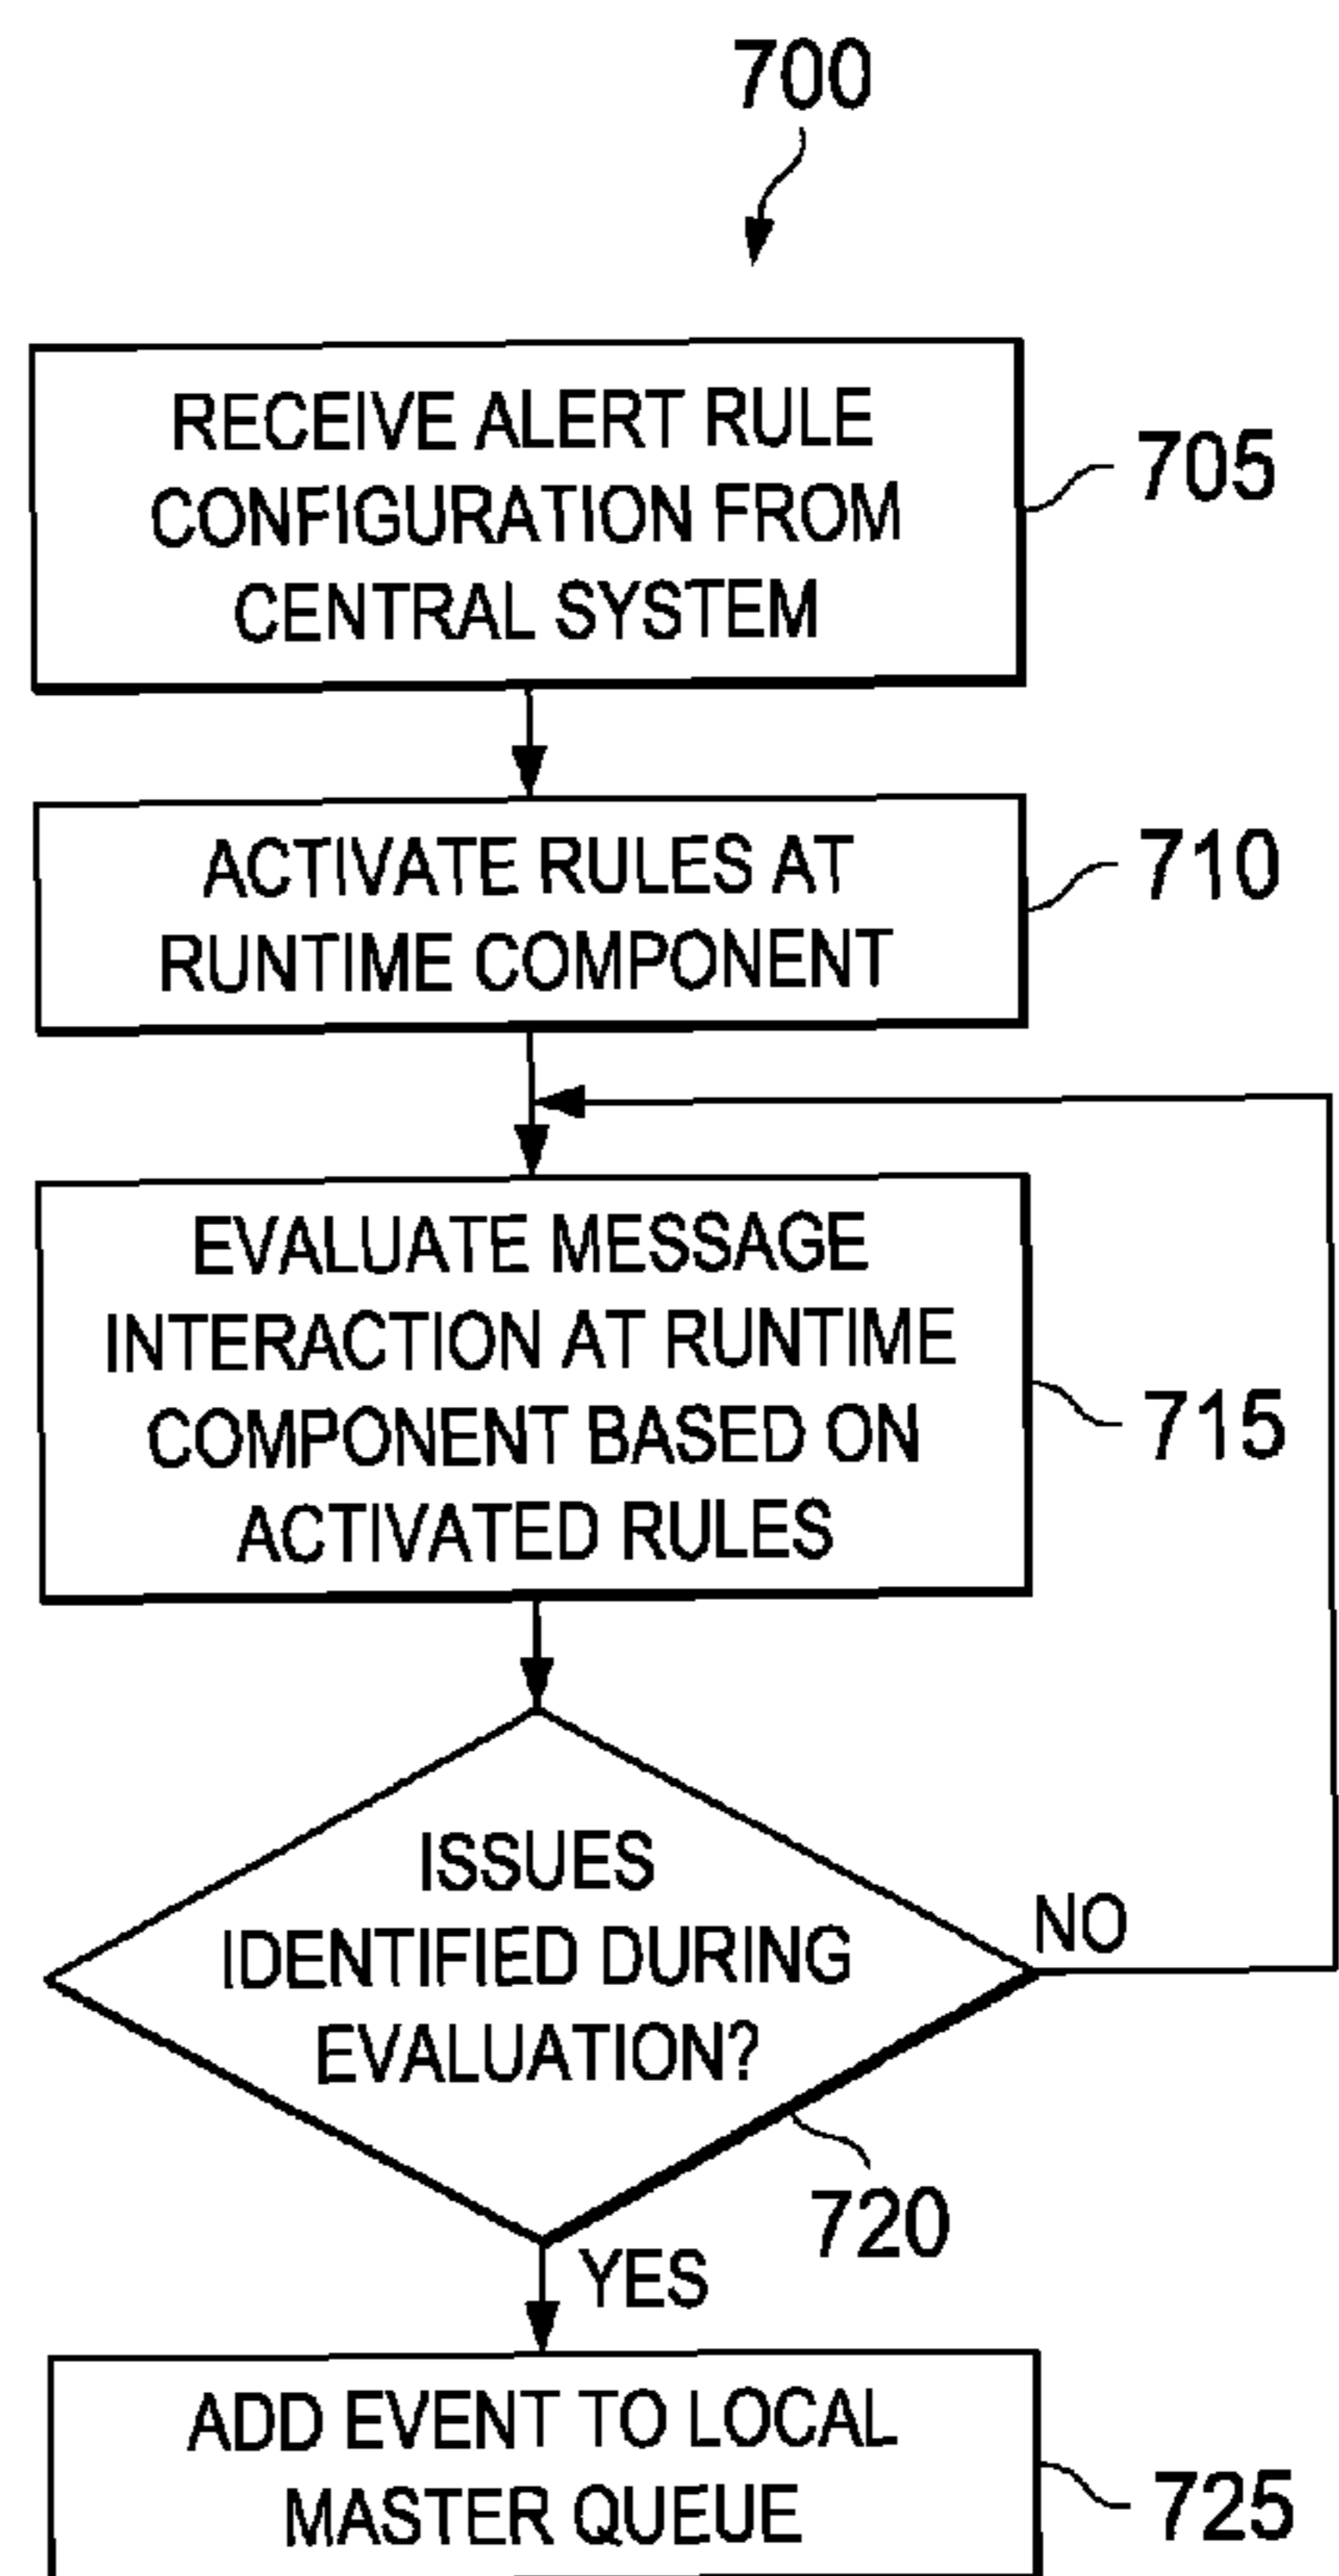 700
RECEIVE ALERT RULE
CONFIGURATION FROM
CENTRAL SYSTEM
705
ACTIVATE RULES AT
RUNTIME COMPONENT
710
EVALUATE MESSAGE
INTERACTION AT RUNTIME
COMPONENT BASED ON
ACTIVATED RULES
715
ISSUES
IDENTIFIED DURING
EVALUATION?
NO
720
YES
ADD EVENT TO LOCAL
MASTER QUEUE
725